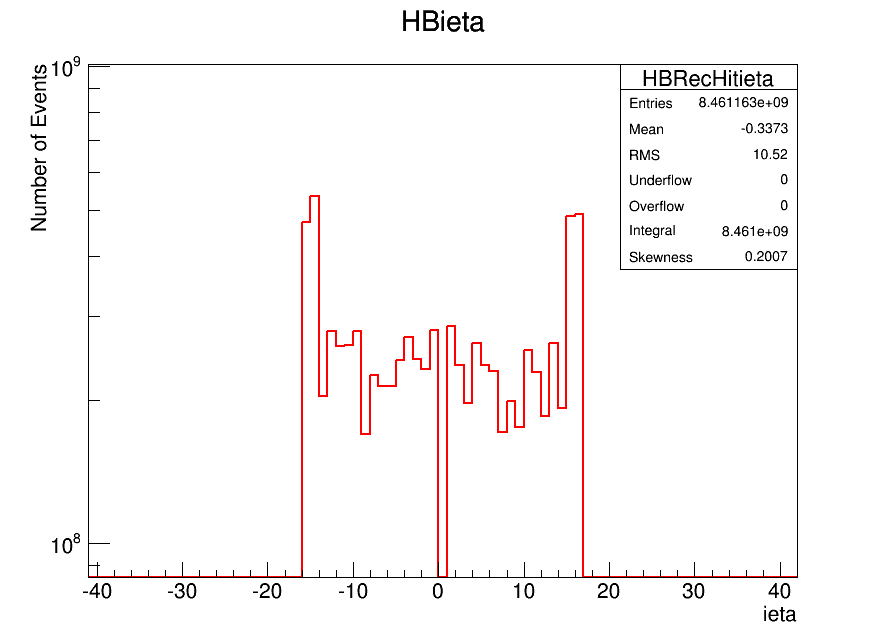 HBieta
Number of Events
10^9
10^8
HBRecHitieta
Entries 8.461163e+09
Mean -0.3373
RMS 10.52
Underflow 0
Overflow 0
Integral 8.461e+09
Skewness 0.2007
-40 -30 -20 -10 0 10 20 30 40
ieta